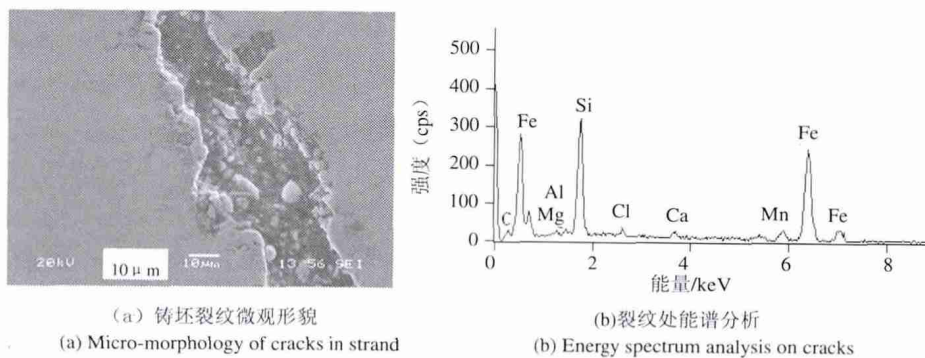 20kV
10μm
10μm
13 56 SEI
(a) 铸坯裂纹微观形貌
(a) Micro-morphology of cracks in strand
500
400
300
200
100
0
强度 (cps)
C
Fe
Al
Mg
Si
Cl
Ca
Mn
Fe
Fe
0
2
4
6
8
能量/keV
(b)裂纹处能谱分析
(b) Energy spectrum analysis on cracks